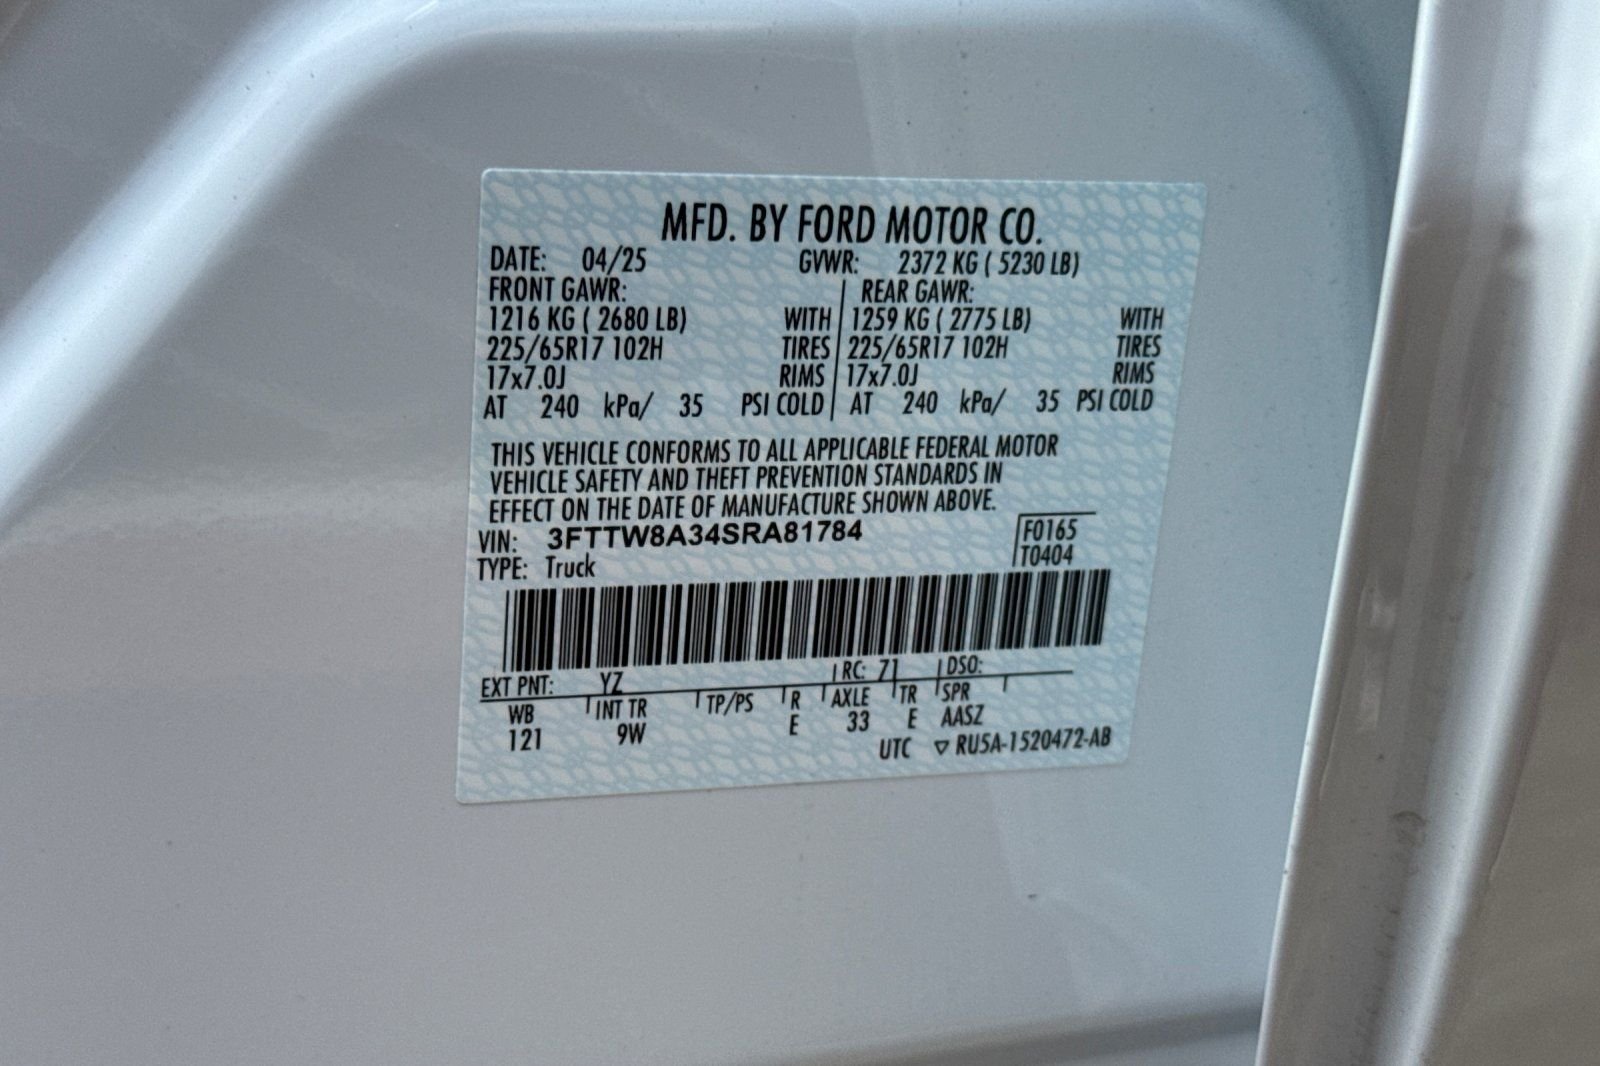 MFD. BY FORD MOTOR CO.
DATE: 04/25 GVWR: 2372 KG ( 5230 LB)
FRONT GAWR: REAR GAWR:
1216 KG ( 2680 LB) WITH 1259 KG ( 2775 LB) WITH
225/65R17 102H TIRES 225/65R17 102H TIRES
17x7.0J RIMS 17x7.0J RIMS
AT 240 kPa/ 35 PSI COLD AT 240 kPa/ 35 PSI COLD
THIS VEHICLE CONFORMS TO ALL APPLICABLE FEDERAL MOTOR
VEHICLE SAFETY AND THEFT PREVENTION STANDARDS IN
EFFECT ON THE DATE OF MANUFACTURE SHOWN ABOVE.
VIN: 3FTTW8A34SRA81784 F0165
TYPE: Truck T0404
EXT PNT: YZ RC: 71 DSO:
WB INT TR TP/PS R AXLE TR SPR
121 9W E 33 E AASZ
UTC ▽ RU5A-1520472-AB